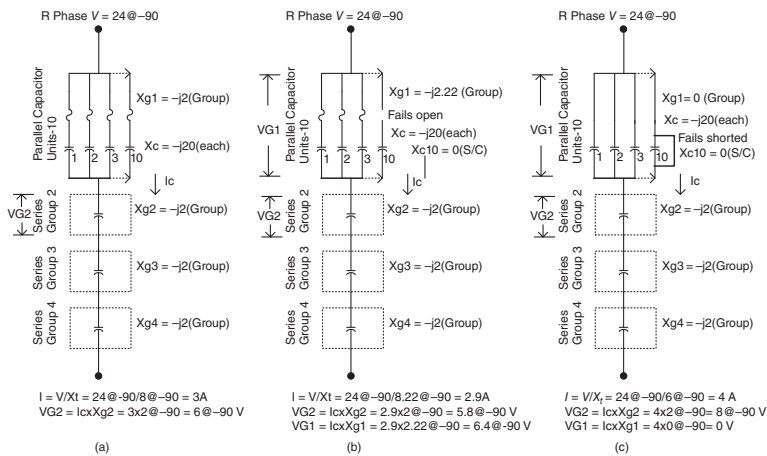 R Phase V = 24@–90
Parallel Capacitor
Units-10
Xg1 = –j2(Group)
Xc = –j20(each)
1
2
3
10
Ic
VG2
Series
Group 2
Xg2 = –j2(Group)
Series
Group 3
Xg3 = –j2(Group)
Series
Group 4
Xg4 = –j2(Group)
I = V/Xt = 24@-90/8@–90 = 3A
VG2 = IcxXg2 = 3x2@–90 = 6@–90 V
(a)
R Phase V = 24@–90
VG1
Parallel Capacitor
Units-10
Xg1 = –j2.22 (Group)
Fails open
Xc = –j20(each)
Xc10 = 0(S/C)
1
2
3
10
Ic
VG2
Series
Group 2
Xg2 = –j2(Group)
Series
Group 3
Xg3 = –j2(Group)
Series
Group 4
Xg4 = –j2(Group)
I = V/Xt = 24@-90/8.22@–90 = 2.9A
VG2 = IcxXg2 = 2.9x2@–90 = 5.8@–90 V
VG1 = IcxXg1 = 2.9x2.22@–90 = 6.4@-90 V
(b)
R Phase V = 24@–90
VG1
Parallel Capacitor
Units-10
Xg1= 0 (Group)
Xc = –j20(each)
Fails shorted
Xc10 = 0(S/C)
1
2
3
10
Ic
VG2
Series
Group 2
Xg2 = –j2(Group)
Series
Group 3
Xg3 = –j2(Group)
Series
Group 4
Xg4 = –j2(Group)
I = V/Xt = 24@–90/6@–90 = 4 A
VG2 = IcxXg2 = 4x2@–90= 8@–90 V
VG1 = IcxXg1 = 4x0@–90= 0 V
(c)